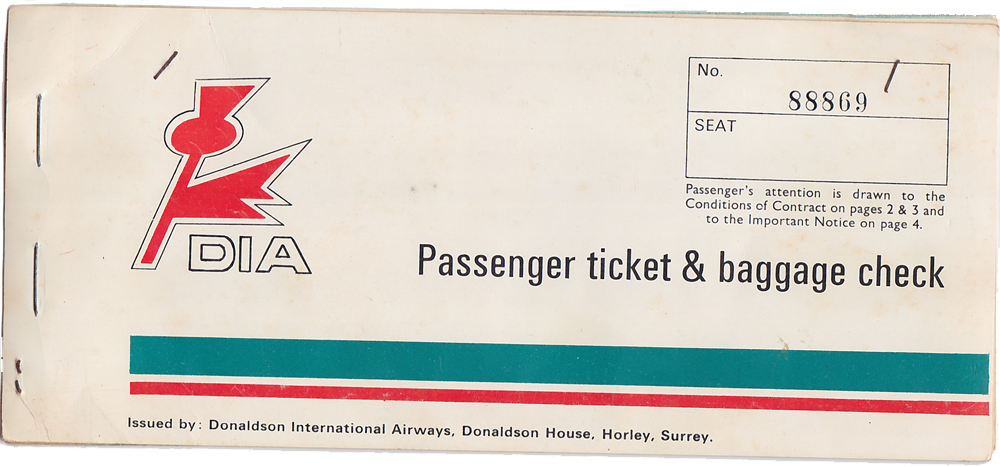 No.
88869
SEAT
Passenger's attention is drawn to the
Conditions of Contract on pages 2 & 3 and
to the Important Notice on page 4.
DIA
Passenger ticket & baggage check
Issued by: Donaldson International Airways, Donaldson House, Horley, Surrey.